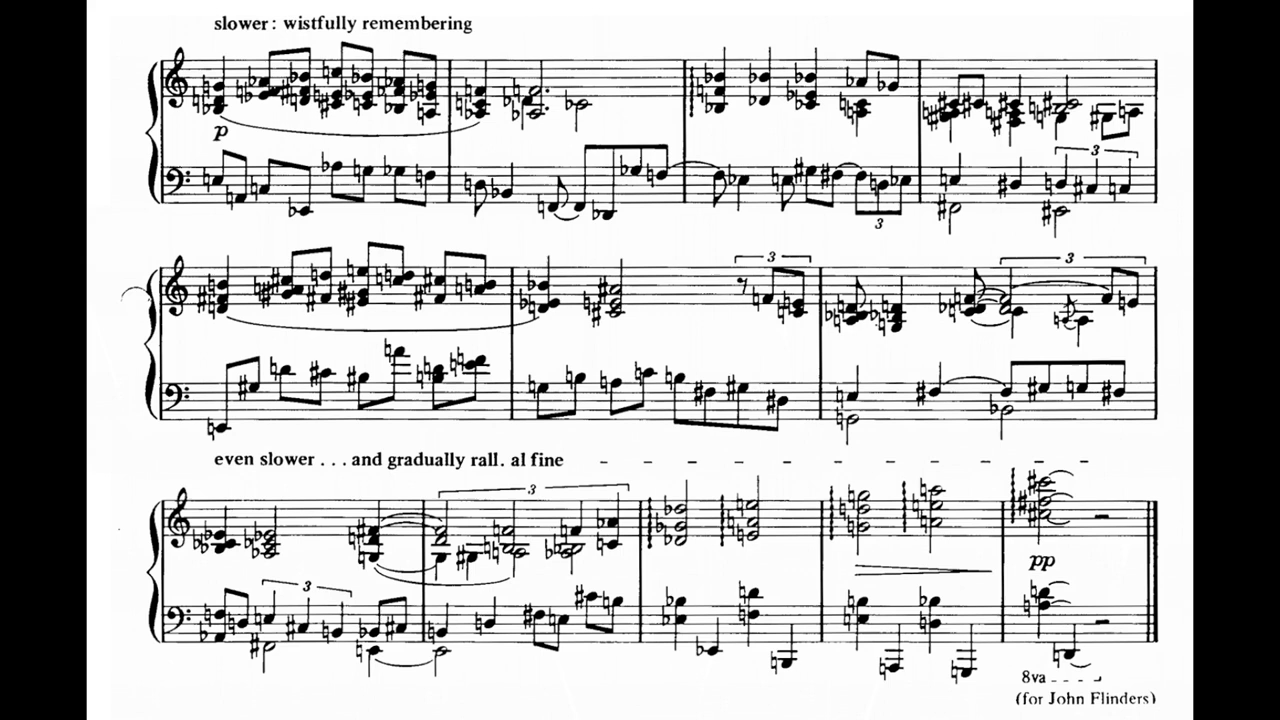 slower: wistfully remembering
p
3
3
3
3
even slower . . . and gradually rall. al fine
3
3
pp
8va
(for John Flinders)